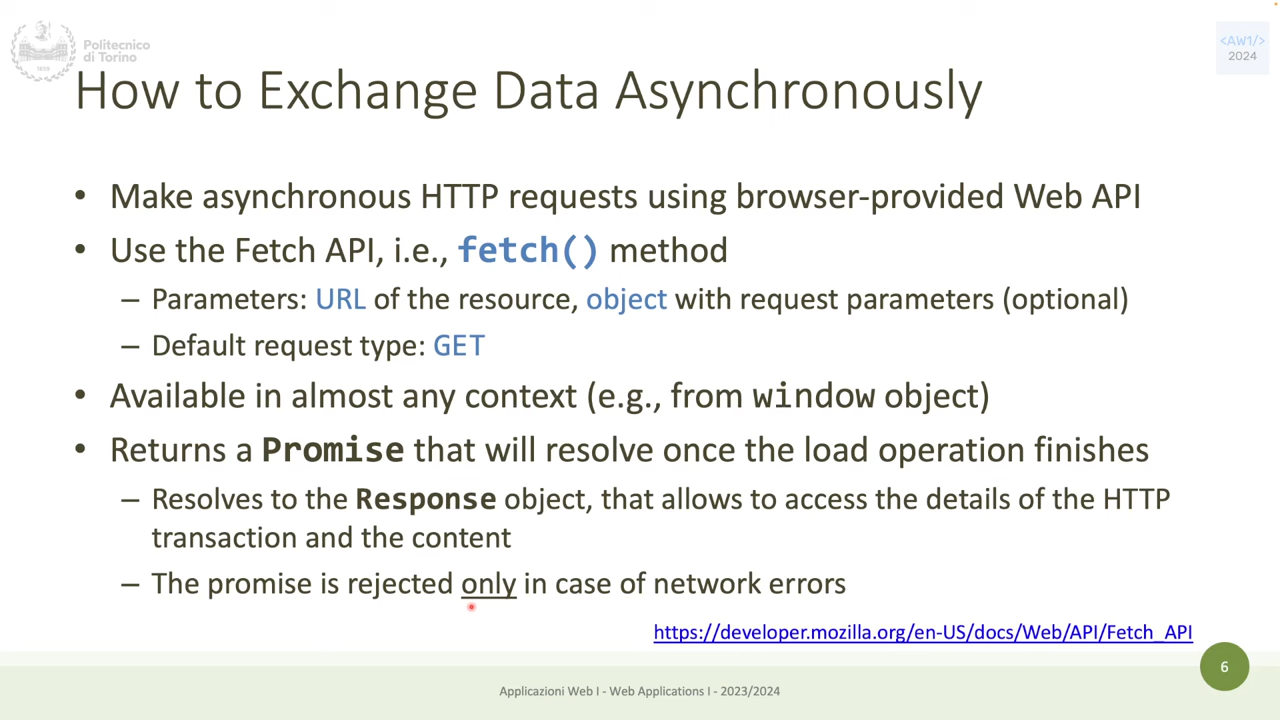 Politecnico
di Torino
1859
<AW1/>
2024
How to Exchange Data Asynchronously
• Make asynchronous HTTP requests using browser-provided Web API
• Use the Fetch API, i.e., fetch() method
– Parameters: URL of the resource, object with request parameters (optional)
– Default request type: GET
• Available in almost any context (e.g., from window object)
• Returns a Promise that will resolve once the load operation finishes
– Resolves to the Response object, that allows to access the details of the HTTP
transaction and the content
– The promise is rejected only in case of network errors
https://developer.mozilla.org/en-US/docs/Web/API/Fetch_API
6
Applicazioni Web I - Web Applications I - 2023/2024